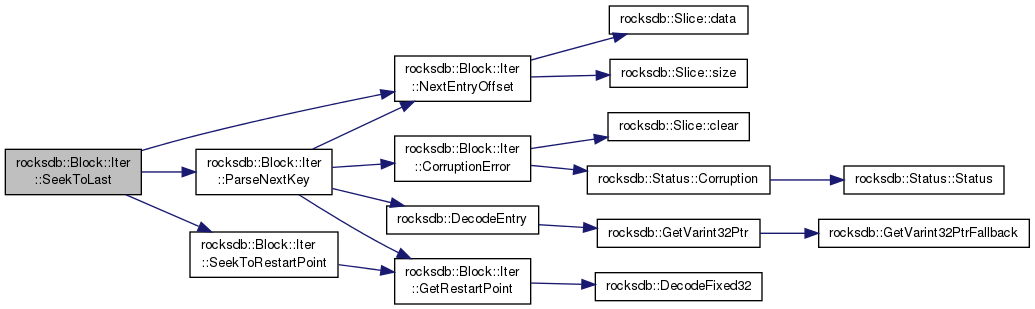 rocksdb::Block::Iter
::SeekToLast
rocksdb::Block::Iter
::ParseNextKey
rocksdb::Block::Iter
::SeekToRestartPoint
rocksdb::Block::Iter
::NextEntryOffset
rocksdb::Block::Iter
::CorruptionError
rocksdb::DecodeEntry
rocksdb::Block::Iter
::GetRestartPoint
rocksdb::Slice::data
rocksdb::Slice::size
rocksdb::Slice::clear
rocksdb::Status::Corruption
rocksdb::GetVarint32Ptr
rocksdb::DecodeFixed32
rocksdb::Status::Status
rocksdb::GetVarint32PtrFallback